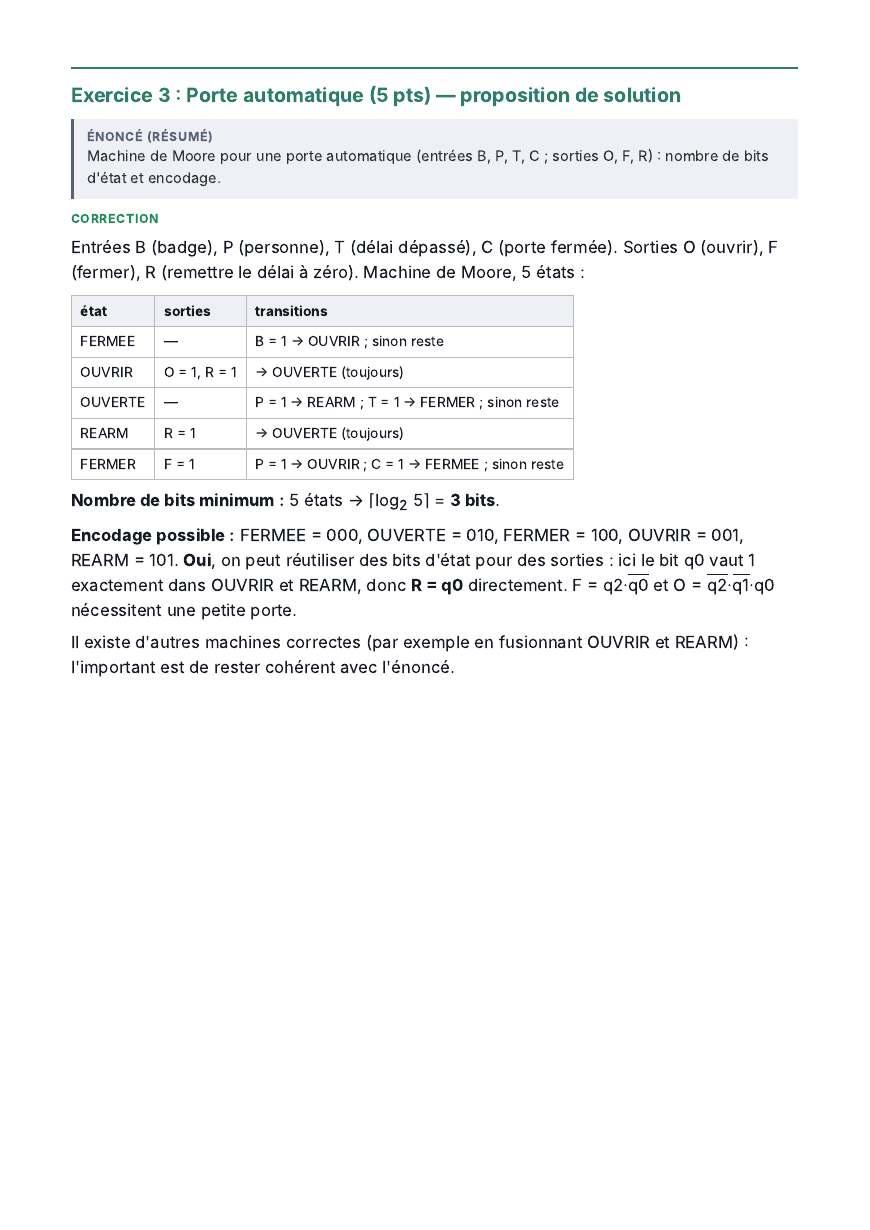 Exercice 3 : Porte automatique (5 pts) — proposition de solution
ÉNONCÉ (RÉSUMÉ)
Machine de Moore pour une porte automatique (entrées B, P, T, C ; sorties O, F, R) : nombre de bits
d'état et encodage.
CORRECTION
Entrées B (badge), P (personne), T (délai dépassé), C (porte fermée). Sorties O (ouvrir), F
(fermer), R (remettre le délai à zéro). Machine de Moore, 5 états :
état sorties transitions
FERMEE — B = 1 → OUVRIR ; sinon reste
OUVRIR O = 1, R = 1 → OUVERTE (toujours)
OUVERTE — P = 1 → REARM ; T = 1 → FERMER ; sinon reste
REARM R = 1 → OUVERTE (toujours)
FERMER F = 1 P = 1 → OUVRIR ; C = 1 → FERMEE ; sinon reste
Nombre de bits minimum : 5 états → ⌈log₂ 5⌉ = 3 bits.
Encodage possible : FERMEE = 000, OUVERTE = 010, FERMER = 100, OUVRIR = 001,
REARM = 101. Oui, on peut réutiliser des bits d'état pour des sorties : ici le bit q0 vaut 1
exactement dans OUVRIR et REARM, donc R = q0 directement. F = q2·q̅0̅ et O = q̅2̅·q̅1̅·q0
nécessitent une petite porte.
Il existe d'autres machines correctes (par exemple en fusionnant OUVRIR et REARM) :
l'important est de rester cohérent avec l'énoncé.